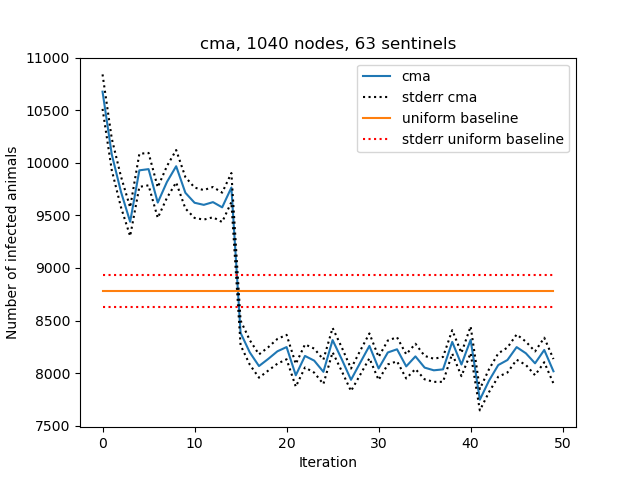 cma, 1040 nodes, 63 sentinels
11000
10500
10000
9500
9000
8500
8000
7500
Number of infected animals
cma
stderr cma
uniform baseline
stderr uniform baseline
0 10 20 30 40 50
Iteration